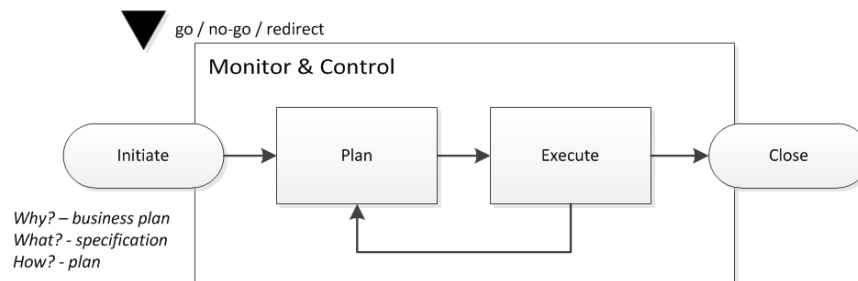 go / no-go / redirect
Monitor & Control
Initiate
Plan
Execute
Close
Why? – business plan
What? - specification
How? - plan